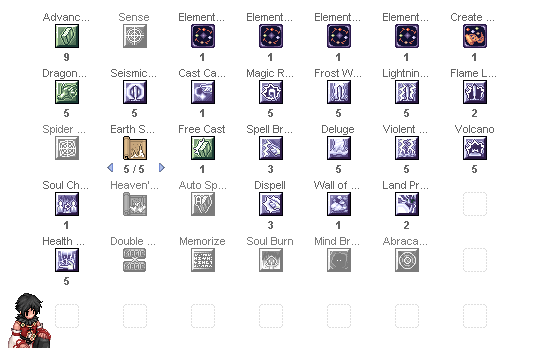 Advanc... Sense Element... Element... Element... Element... Create ...
9 1 1 1 1 1
Dragon... Seismic... Cast Ca... Magic R... Frost W... Lightnin... Flame L...
5 5 1 5 5 5 2
Spider ... Earth S... Free Cast Spell Br... Deluge Violent ... Volcano
5 / 5 1 3 5 5 5
Soul Ch... Heaven'... Auto Sp... Dispell Wall of ... Land Pr...
1 3 1 2
Health ... Double ... Memorize Soul Burn Mind Br... Abraca...
5